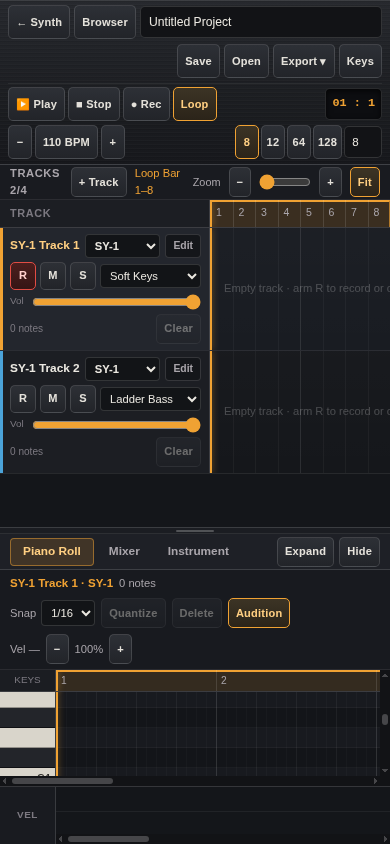 ← Synth Browser Untitled Project
Save Open Export ▾ Keys
▶ Play ■ Stop ● Rec Loop 01 : 1
− 110 BPM + 8 12 64 128 8
TRACKS 2/4 + Track Loop Bar 1–8 Zoom − + Fit
TRACK 1 2 3 4 5 6 7 8
SY-1 Track 1 SY-1 Edit
R M S Soft Keys
Vol
0 notes Clear
Empty track · arm R to record or
SY-1 Track 2 SY-1 Edit
R M S Ladder Bass
Vol
0 notes Clear
Empty track · arm R to record or
Piano Roll Mixer Instrument Expand Hide
SY-1 Track 1 · SY-1 0 notes
Snap 1/16 Quantize Delete Audition
Vel — − 100% +
KEYS 1 2
VEL